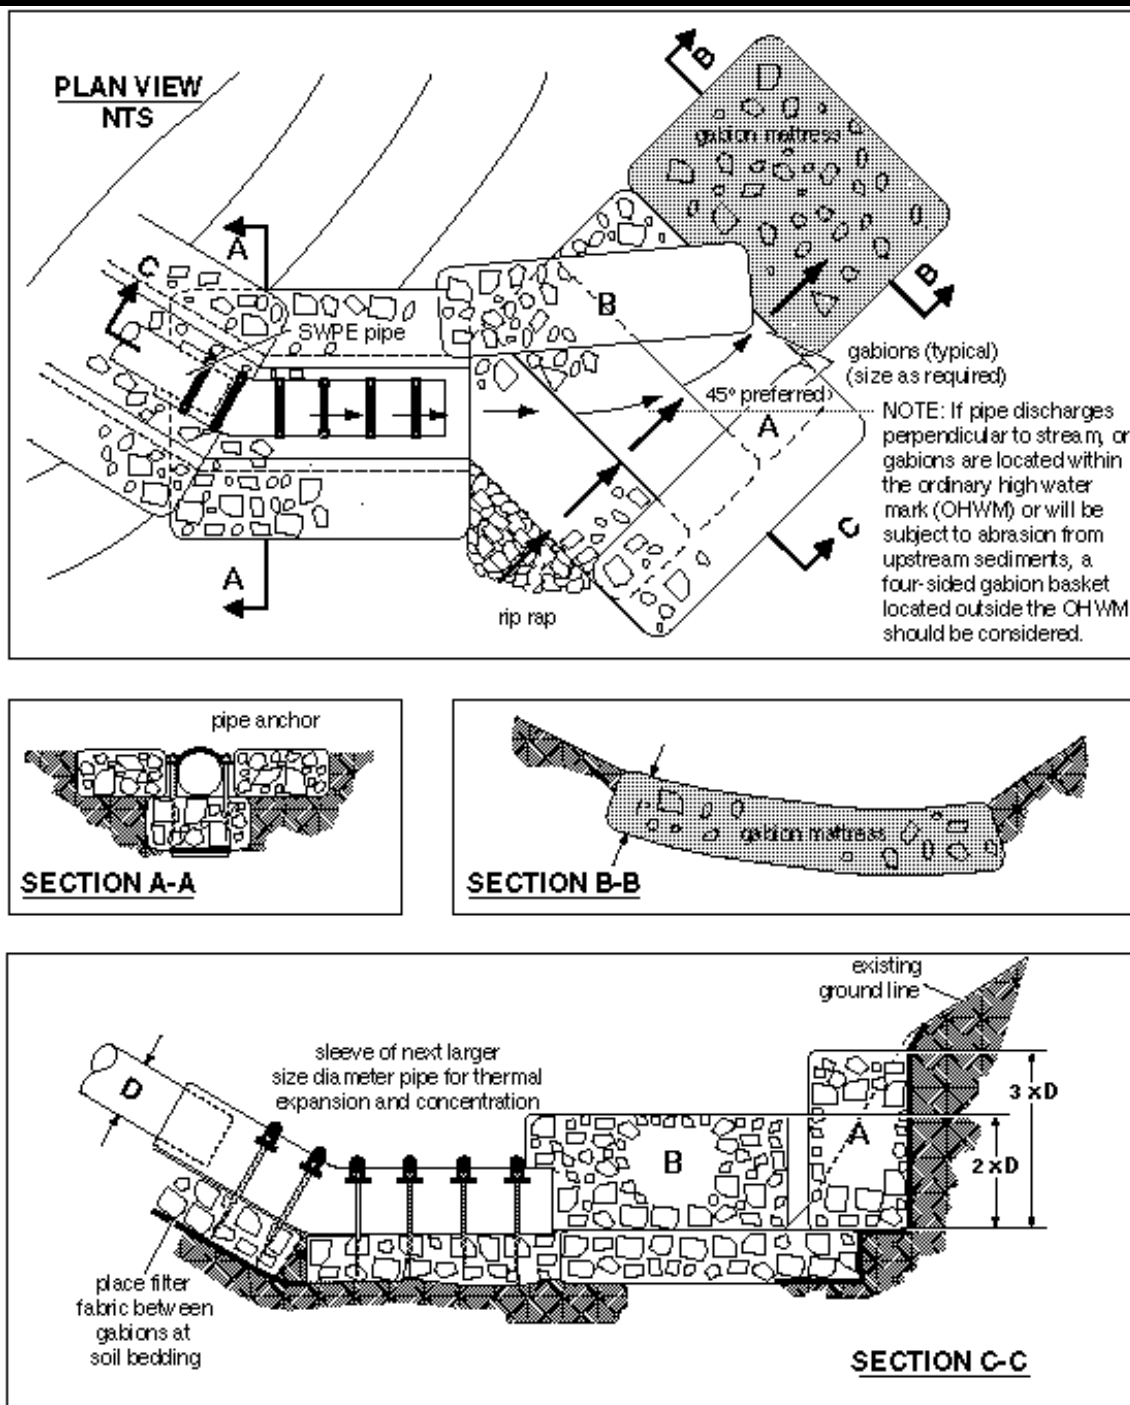 PLAN VIEW
NTS
B
D
gabion mattress
A
C
B
B
SWPE pipe
gabions (typical)
(size as required)
45° preferred
A
NOTE: If pipe discharges
perpendicular to stream, or
gabions are located within
the ordinary high water
mark (OHWM) or will be
subject to abrasion from
upstream sediments, a
four-sided gabion basket
located outside the OHWM
should be considered.
C
A
rip rap
pipe anchor
SECTION A-A
gabion mattress
SECTION B-B
existing
ground line
sleeve of next larger
size diameter pipe for thermal
expansion and concentration
D
3 x D
A
B
2 x D
place filter
fabric between
gabions at
soil bedding
SECTION C-C